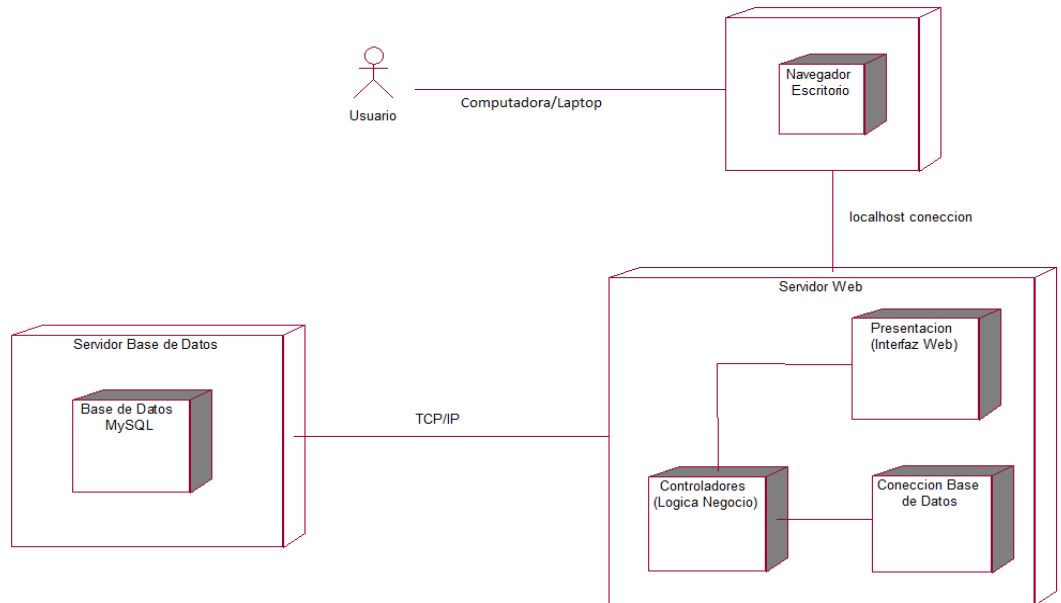 Navegador
Escritorio
Computadora/Laptop
Usuario
localhost coneccion
Servidor Web
Presentacion
(Interfaz Web)
Servidor Base de Datos
Base de Datos
MySQL
TCP/IP
Controladores
(Logica Negocio)
Coneccion Base
de Datos